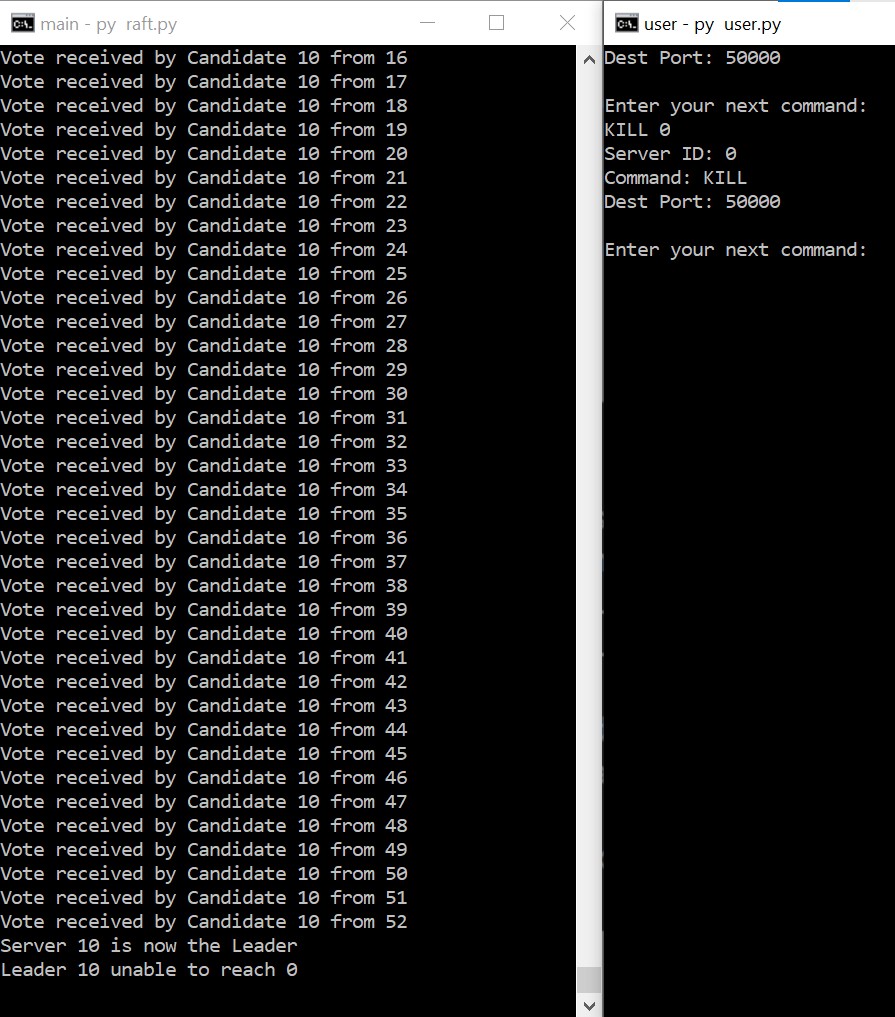 main - py raft.py
Vote received by Candidate 10 from 16
Vote received by Candidate 10 from 17
Vote received by Candidate 10 from 18
Vote received by Candidate 10 from 19
Vote received by Candidate 10 from 20
Vote received by Candidate 10 from 21
Vote received by Candidate 10 from 22
Vote received by Candidate 10 from 23
Vote received by Candidate 10 from 24
Vote received by Candidate 10 from 25
Vote received by Candidate 10 from 26
Vote received by Candidate 10 from 27
Vote received by Candidate 10 from 28
Vote received by Candidate 10 from 29
Vote received by Candidate 10 from 30
Vote received by Candidate 10 from 31
Vote received by Candidate 10 from 32
Vote received by Candidate 10 from 33
Vote received by Candidate 10 from 34
Vote received by Candidate 10 from 35
Vote received by Candidate 10 from 36
Vote received by Candidate 10 from 37
Vote received by Candidate 10 from 38
Vote received by Candidate 10 from 39
Vote received by Candidate 10 from 40
Vote received by Candidate 10 from 41
Vote received by Candidate 10 from 42
Vote received by Candidate 10 from 43
Vote received by Candidate 10 from 44
Vote received by Candidate 10 from 45
Vote received by Candidate 10 from 46
Vote received by Candidate 10 from 47
Vote received by Candidate 10 from 48
Vote received by Candidate 10 from 49
Vote received by Candidate 10 from 50
Vote received by Candidate 10 from 51
Vote received by Candidate 10 from 52
Server 10 is now the Leader
Leader 10 unable to reach 0
user - py user.py
Dest Port: 50000
Enter your next command:
KILL 0
Server ID: 0
Command: KILL
Dest Port: 50000
Enter your next command: